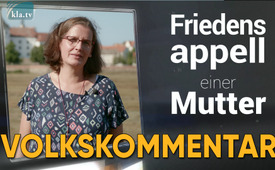 kla.tv
Friedens
appell
einer
Mutter
VOLKSKOMMENTAR